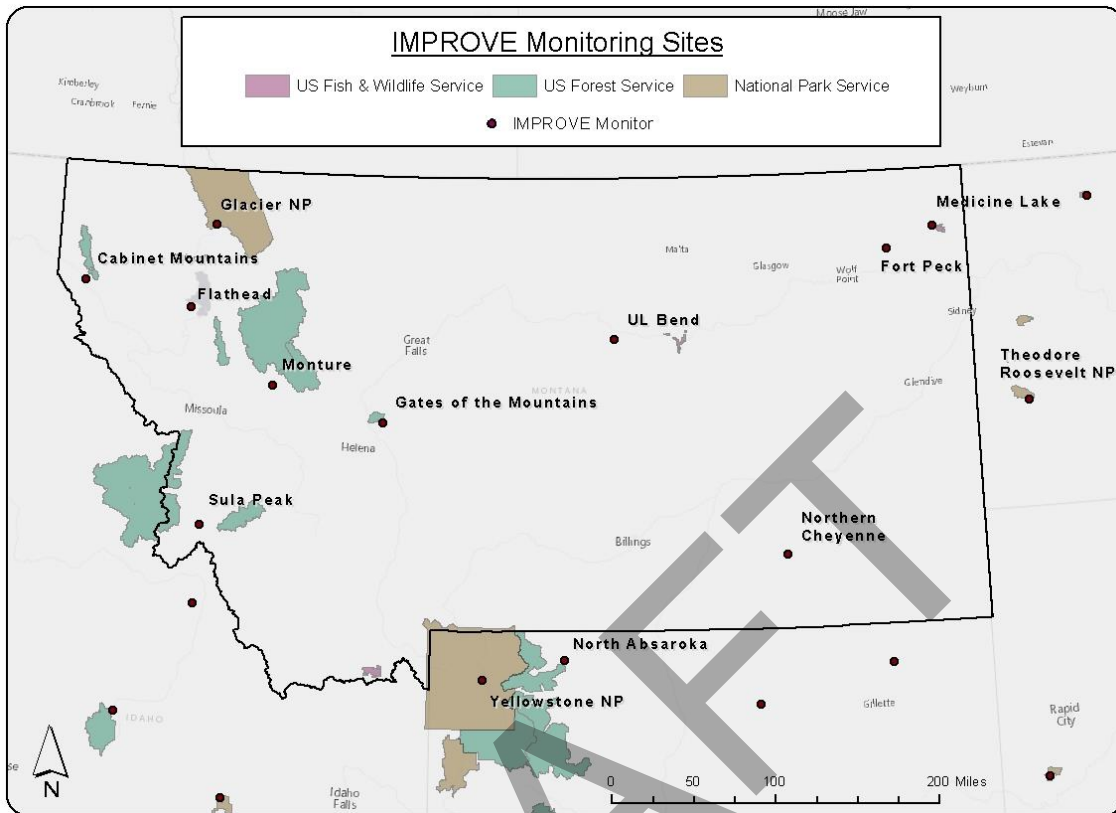 Moose Jaw
IMPROVE Monitoring Sites
US Fish & Wildlife Service
US Forest Service
National Park Service
IMPROVE Monitor
Kimberley
Cranbrook
Fernie
Weyburn
Estevan
Glacier NP
Medicine Lake
Cabinet Mountains
Malta
Glasgow
Wolf
Point
Fort Peck
Flathead
Sidney
UL Bend
Great
Falls
Theodore
Roosevelt NP
Monture
MONTANA
Glendive
Missoula
Gates of the Mountains
Helena
Sula Peak
Northern
Cheyenne
Billings
North Absaroka
Yellowstone NP
Gillette
Rapid
City
IDAHO
N
Idaho
Falls
0 50 100 200 Miles